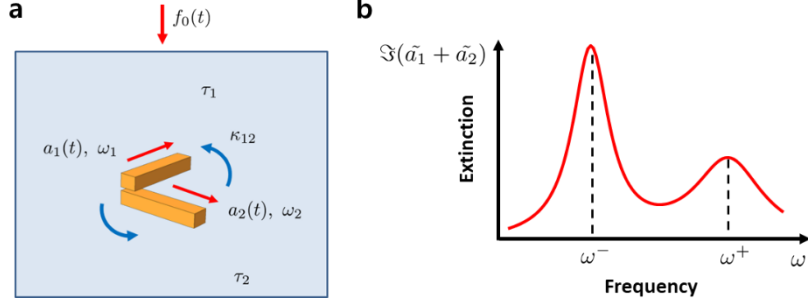 a
f₀(t)
τ₁
κ₁₂
a₁(t), ω₁
a₂(t), ω₂
τ₂
b
ℑ(ã₁ + ã₂)
Extinction
ω⁻
ω⁺
ω
Frequency